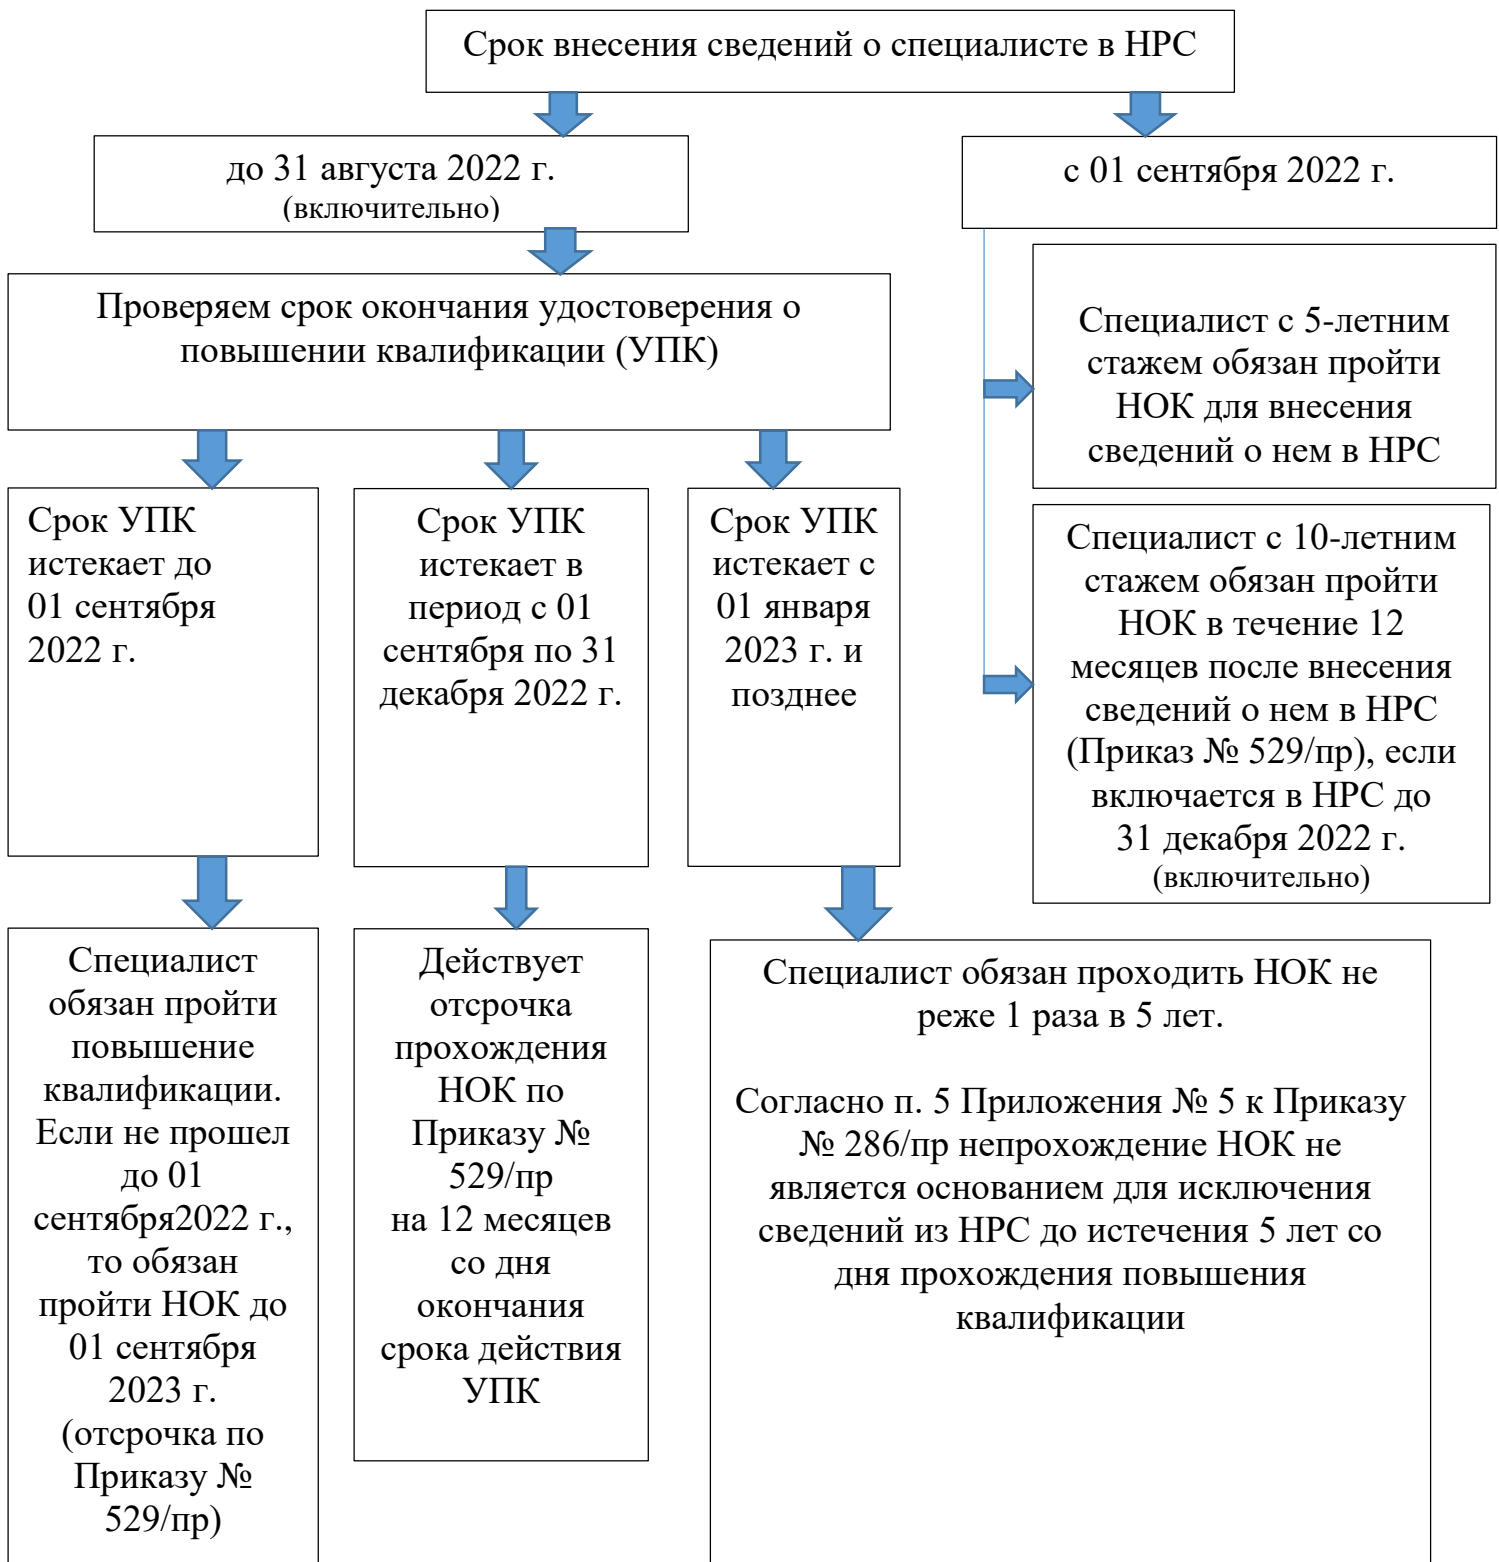 Срок внесения сведений о специалисте в НРС
до 31 августа 2022 г.
(включительно)
с 01 сентября 2022 г.
Проверяем срок окончания удостоверения о
повышении квалификации (УПК)
Специалист с 5-летним
стажем обязан пройти
НОК для внесения
сведений о нем в НРС
Срок УПК
истекает до
01 сентября
2022 г.
Срок УПК
истекает в
период с 01
сентября по 31
декабря 2022 г.
Срок УПК
истекает с
01 января
2023 г. и
позднее
Специалист с 10-летним
стажем обязан пройти
НОК в течение 12
месяцев после внесения
сведений о нем в НРС
(Приказ № 529/пр), если
включается в НРС до
31 декабря 2022 г.
(включительно)
Специалист
обязан пройти
повышение
квалификации.
Если не прошел
до 01
сентября2022 г.,
то обязан
пройти НОК до
01 сентября
2023 г.
(отсрочка по
Приказу №
529/пр)
Действует
отсрочка
прохождения
НОК по
Приказу №
529/пр
на 12 месяцев
со дня
окончания
срока действия
УПК
Специалист обязан проходить НОК не
реже 1 раза в 5 лет.
Согласно п. 5 Приложения № 5 к Приказу
№ 286/пр непрохождение НОК не
является основанием для исключения
сведений из НРС до истечения 5 лет со
дня прохождения повышения
квалификации